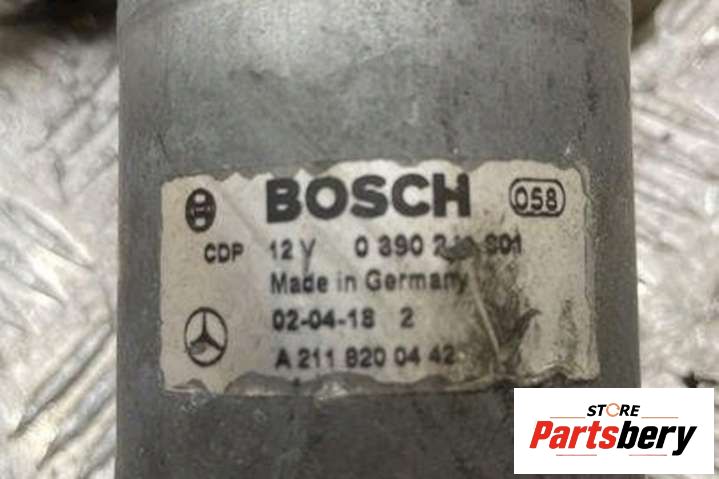 BOSCH 058
CDP 12 V 0 390
Made in Germany
02-04-18 2
A 211 820 04 42
STORE
Partsbery